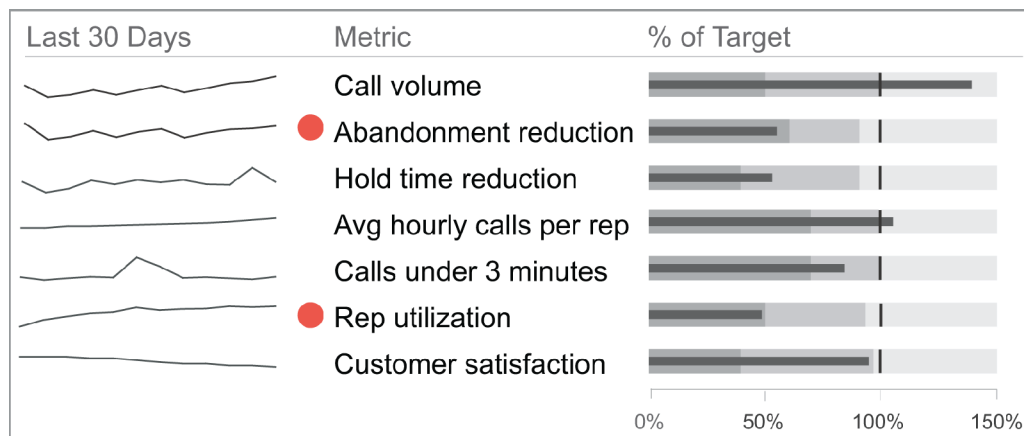 Last 30 Days Metric % of Target
Call volume
Abandonment reduction
Hold time reduction
Avg hourly calls per rep
Calls under 3 minutes
Rep utilization
Customer satisfaction
0% 50% 100% 150%